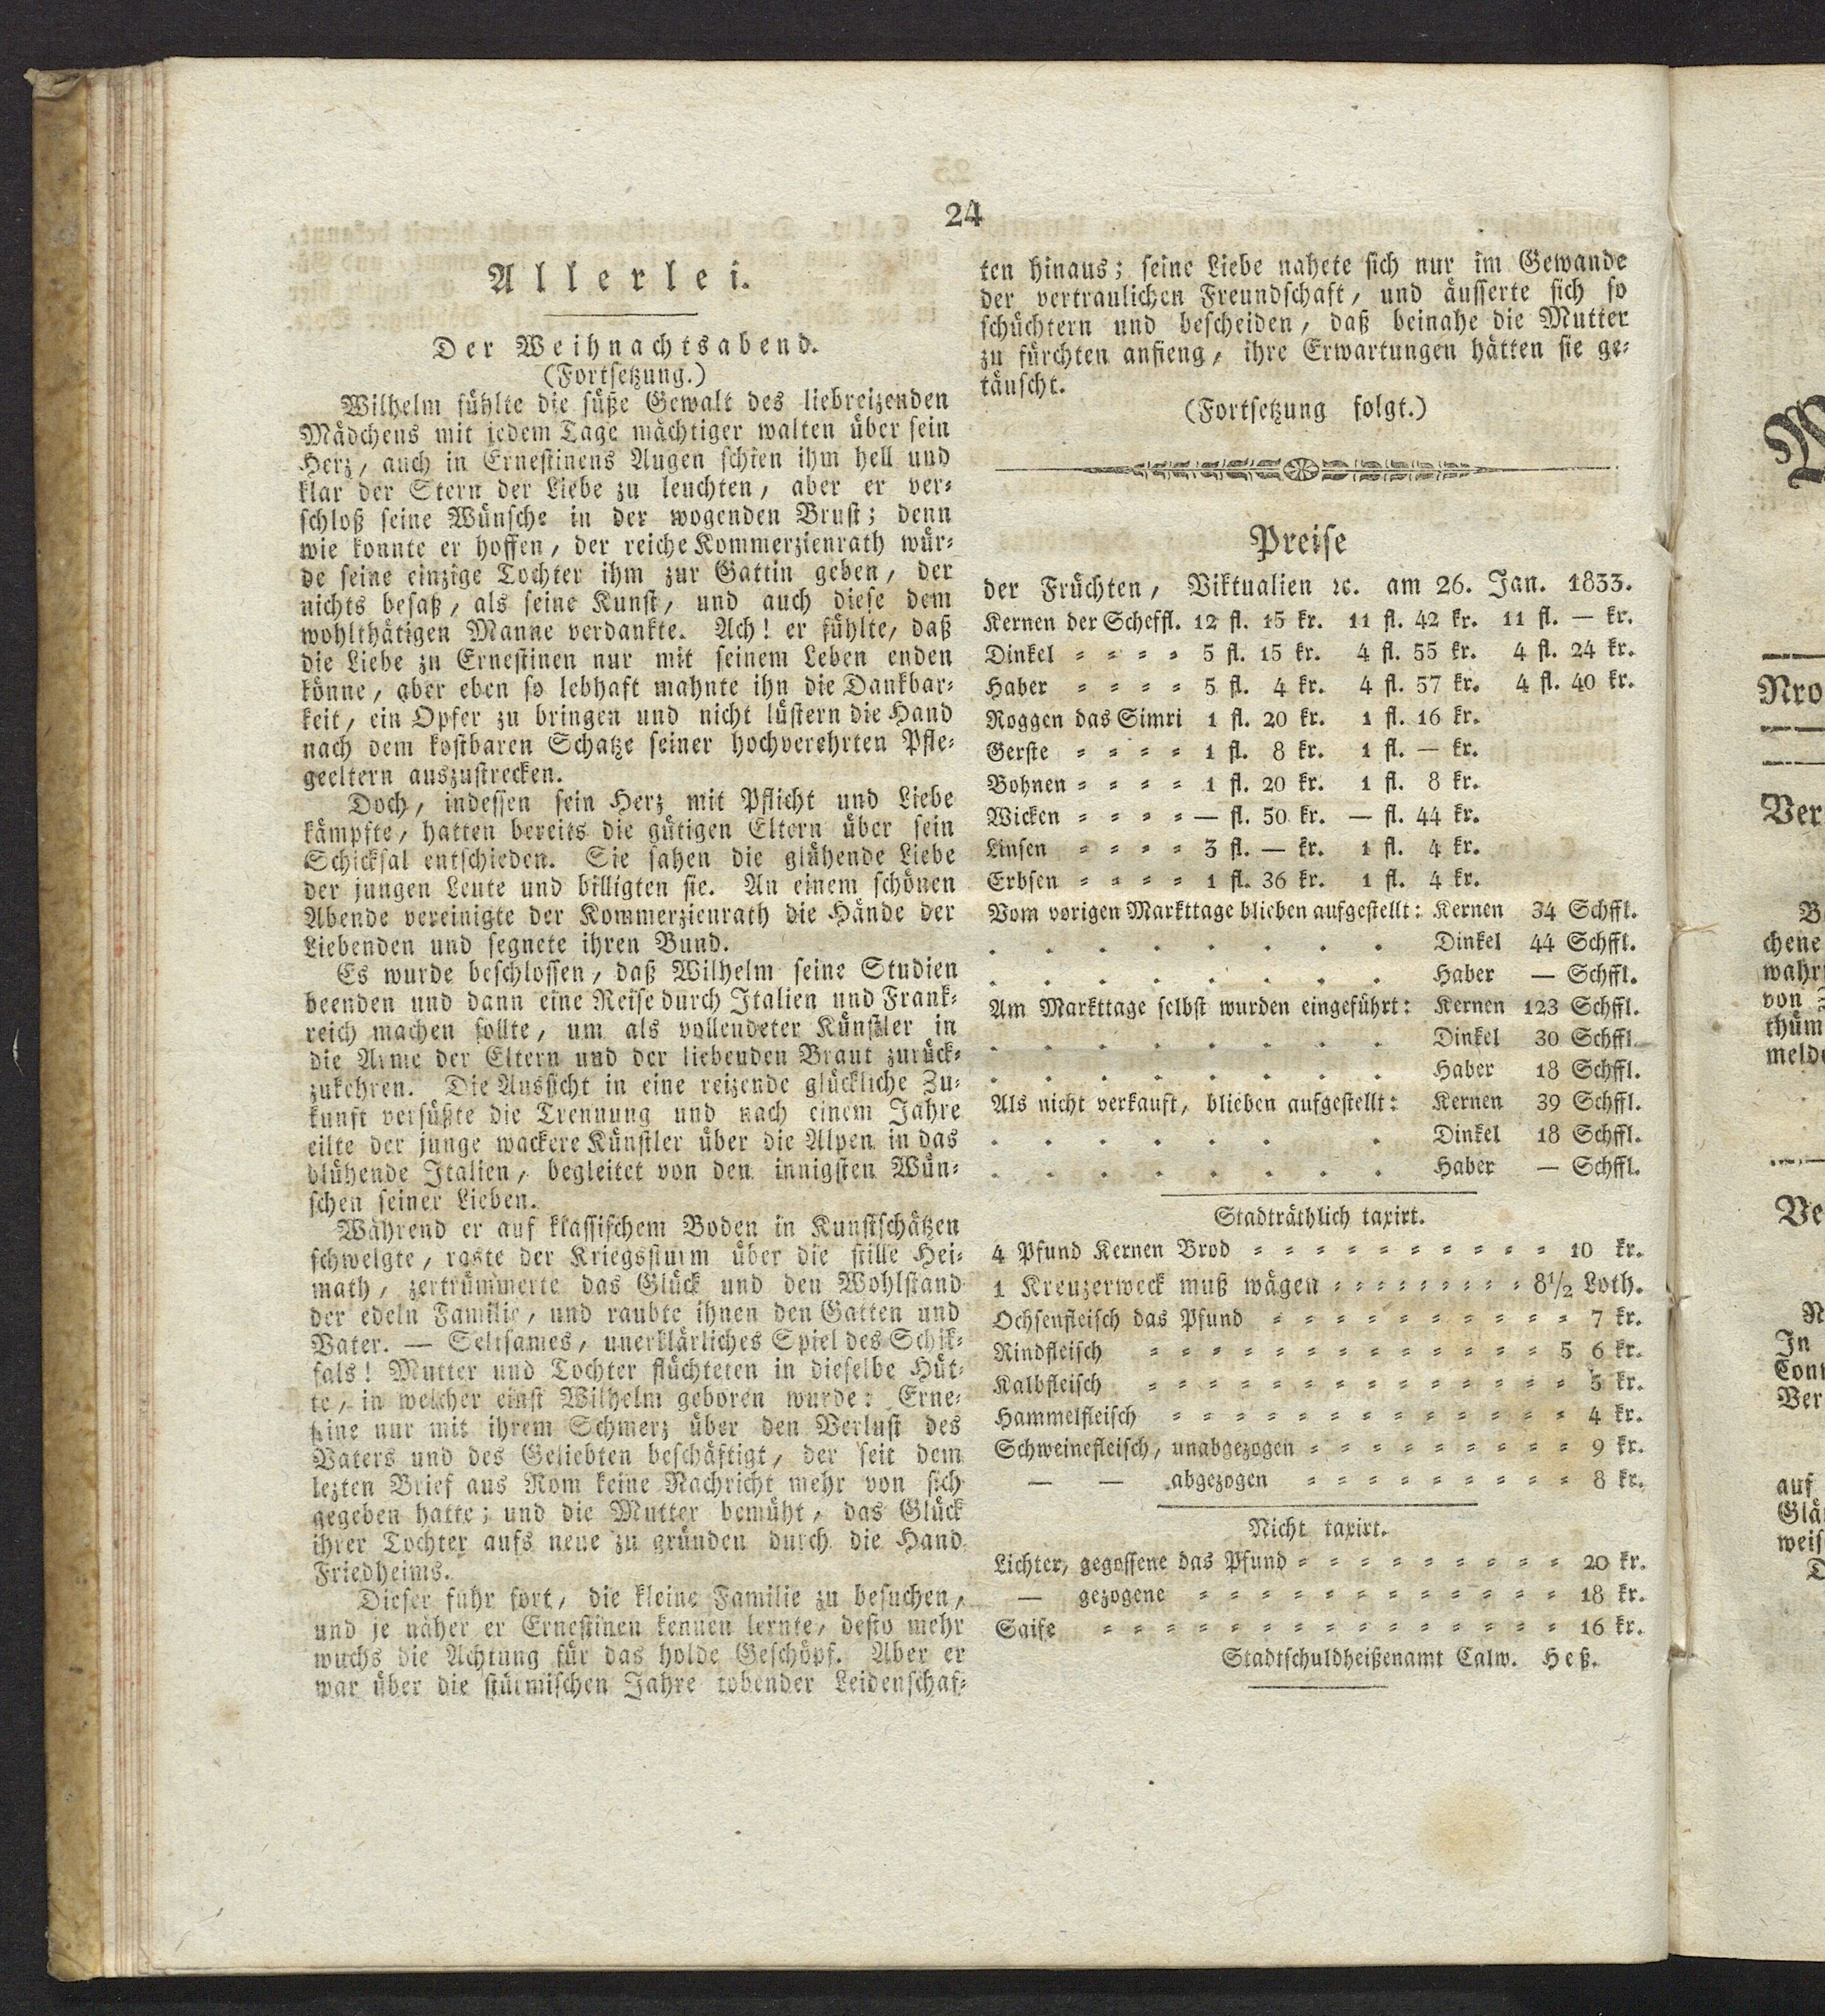 24
Allerlei.
Der Weihnachtsabend.
(Fortsetzung.)
Wilhelm fühlte die süße Gewalt des liebreizenden
Mädchens mit jedem Tage mächtiger walten über sein
Herz, auch in Ernestinens Augen schien ihm hell und
klar der Stern der Liebe zu leuchten, aber er ver-
schloß seine Wünsche in der wogenden Brust; denn
wie konnte er hoffen, der reiche Kommerzienrath wür-
de seine einzige Tochter ihm zur Gattin geben, der
nichts besaß, als seine Kunst, und auch diese dem
wohlthätigen Manne verdankte. Ach! er fühlte, daß
die Liebe zu Ernestinen nur mit seinem Leben enden
könne, aber eben so lebhaft mahnte ihn die Dankbar-
keit, ein Opfer zu bringen und nicht lüstern die Hand
nach dem kostbaren Schatze seiner hochverehrten Pfle-
geeltern auszustrecken.
Doch, indessen sein Herz mit Pflicht und Liebe
kämpfte, hatten bereits die gütigen Eltern über sein
Schicksal entschieden. Sie sahen die glühende Liebe
der jungen Leute und billigten sie. An einem schönen
Abende vereinigte der Kommerzienrath die Hände der
Liebenden und segnete ihren Bund.
Es wurde beschlossen, daß Wilhelm seine Studien
beenden und dann eine Reise durch Italien und Frank-
reich machen sollte, um als vollendeter Künstler in
die Arme der Eltern und der liebenden Braut zurück-
zukehren. Die Aussicht in eine reizende glückliche Zu-
kunft versüßte die Trennung und nach einem Jahre
eilte der junge wackere Künstler über die Alpen in das
blühende Italien, begleitet von den innigsten Wün-
schen seiner Lieben.
Während er auf klassischem Boden in Kunstschätzen
schwelgte, raste der Kriegssturm über die stille Hei-
math, zertrümmerte das Glück und den Wohlstand
der edeln Familie, und raubte ihnen den Gatten und
Vater. — Seltsames, unerklärliches Spiel des Schik-
sals! Mutter und Tochter flüchteten in dieselbe Hüt-
te, in welcher einst Wilhelm geboren wurde: Erne-
stine nur mit ihrem Schmerz über den Verlust des
Vaters und des Geliebten beschäftigt, der seit dem
lezten Brief aus Rom keine Nachricht mehr von sich
gegeben hatte; und die Mutter bemüht, das Glück
ihrer Tochter aufs neue zu gründen durch die Hand
Friedheims.
Dieser fuhr fort, die kleine Familie zu besuchen,
und je näher er Ernestinen kennen lernte, desto mehr
wuchs die Achtung für das holde Geschöpf. Aber er
war über die stürmischen Jahre tobender Leidenschaf-
ten hinaus; seine Liebe nahete sich nur im Gewande
der vertraulichen Freundschaft, und äusserte sich so
schüchtern und bescheiden, daß beinahe die Mutter
zu fürchten anfieng, ihre Erwartungen hätten sie ge-
täuscht.
(Fortsetzung folgt.)
Preise
der Früchten, Viktualien ꝛc. am 26. Jan. 1833.
Kernen der Scheffl. 12 fl. 15 kr. 11 fl. 42 kr. 11 fl. — kr.
Dinkel = = = = 5 fl. 15 kr. 4 fl. 55 kr. 4 fl. 24 kr.
Haber = = = = 5 fl. 4 kr. 4 fl. 57 kr. 4 fl. 40 kr.
Roggen das Simri 1 fl. 20 kr. 1 fl. 16 kr.
Gerste = = = = 1 fl. 8 kr. 1 fl. — kr.
Bohnen = = = = 1 fl. 20 kr. 1 fl. 8 kr.
Wicken = = = = — fl. 50 kr. — fl. 44 kr.
Linsen = = = = 3 fl. — kr. 1 fl. 4 kr.
Erbsen = = = = 1 fl. 36 kr. 1 fl. 4 kr.
Vom vorigen Markttage blieben aufgestellt: Kernen 34 Schffl.
. . . . . . . . Dinkel 44 Schffl.
. . . . . . . . Haber — Schffl.
Am Markttage selbst wurden eingeführt: Kernen 123 Schffl.
. . . . . . . . Dinkel 30 Schffl.
. . . . . . . . Haber 18 Schffl.
Als nicht verkauft, blieben aufgestellt: Kernen 39 Schffl.
. . . . . . . . Dinkel 18 Schffl.
. . . . . . . . Haber — Schffl.
Stadträthlich taxirt.
4 Pfund Kernen Brod = = = = = = = = = = = 10 kr.
1 Kreuzerweck muß wägen = = = = = = = = = 8½ Loth.
Ochsenfleisch das Pfund = = = = = = = = = = 7 kr.
Rindfleisch = = = = = = = = = = = = = 5 6 kr.
Kalbfleisch = = = = = = = = = = = = = = 5 kr.
Hammelfleisch = = = = = = = = = = = = = 4 kr.
Schweinefleisch, unabgezogen = = = = = = = = = 9 kr.
— — abgezogen = = = = = = = = = 8 kr.
Nicht taxirt.
Lichter, gegossene das Pfund = = = = = = = = = 20 kr.
— gezogene = = = = = = = = = = = = 18 kr.
Saife = = = = = = = = = = = = = = = 16 kr.
Stadtschuldheißenamt Calw. Heß.
Nro
Ver
chene
wahr
von
thüm
meld
Ve
In
Con
Ver
auf
Glä
weis